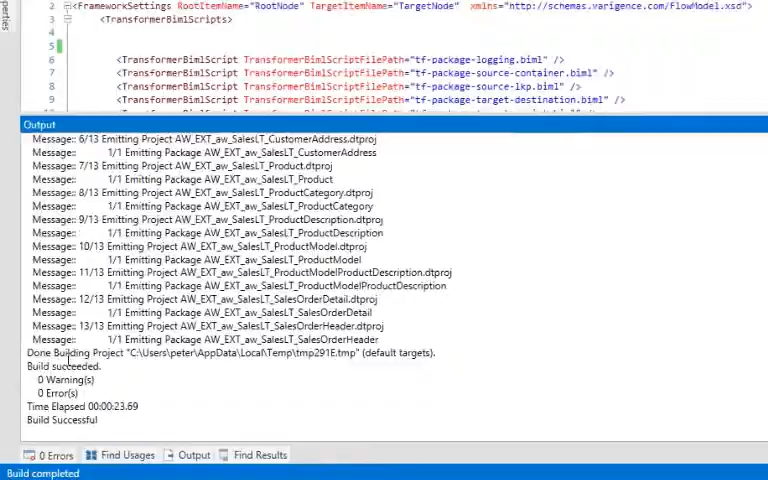 perties
2 <FrameworkSettings RootItemName="RootNode" TargetItemName="TargetNode" xmlns="http://schemas.varigence.com/FlowModel.xsd">
3 <TransformerBimlScripts>
4
5
6 <TransformerBimlScript TransformerBimlScriptFilePath="tf-package-logging.biml" />
7 <TransformerBimlScript TransformerBimlScriptFilePath="tf-package-source-container.biml" />
8 <TransformerBimlScript TransformerBimlScriptFilePath="tf-package-source-lkp.biml" />
9 <TransformerBimlScript TransformerBimlScriptFilePath="tf-package-target-destination.biml" />
Output
Message:: 6/13 Emitting Project AW_EXT_aw_SalesLT_CustomerAddress.dtproj
Message:: 1/1 Emitting Package AW_EXT_aw_SalesLT_CustomerAddress
Message:: 7/13 Emitting Project AW_EXT_aw_SalesLT_Product.dtproj
Message:: 1/1 Emitting Package AW_EXT_aw_SalesLT_Product
Message:: 8/13 Emitting Project AW_EXT_aw_SalesLT_ProductCategory.dtproj
Message:: 1/1 Emitting Package AW_EXT_aw_SalesLT_ProductCategory
Message:: 9/13 Emitting Project AW_EXT_aw_SalesLT_ProductDescription.dtproj
Message:: 1/1 Emitting Package AW_EXT_aw_SalesLT_ProductDescription
Message:: 10/13 Emitting Project AW_EXT_aw_SalesLT_ProductModel.dtproj
Message:: 1/1 Emitting Package AW_EXT_aw_SalesLT_ProductModel
Message:: 11/13 Emitting Project AW_EXT_aw_SalesLT_ProductModelProductDescription.dtproj
Message:: 1/1 Emitting Package AW_EXT_aw_SalesLT_ProductModelProductDescription
Message:: 12/13 Emitting Project AW_EXT_aw_SalesLT_SalesOrderDetail.dtproj
Message:: 1/1 Emitting Package AW_EXT_aw_SalesLT_SalesOrderDetail
Message:: 13/13 Emitting Project AW_EXT_aw_SalesLT_SalesOrderHeader.dtproj
Message:: 1/1 Emitting Package AW_EXT_aw_SalesLT_SalesOrderHeader
Done Building Project "C:\Users\peter\AppData\Local\Temp\tmp291E.tmp" (default targets).
Build succeeded.
0 Warning(s)
0 Error(s)
Time Elapsed 00:00:23.69
Build Successful
0 Errors Find Usages Output Find Results
Build completed